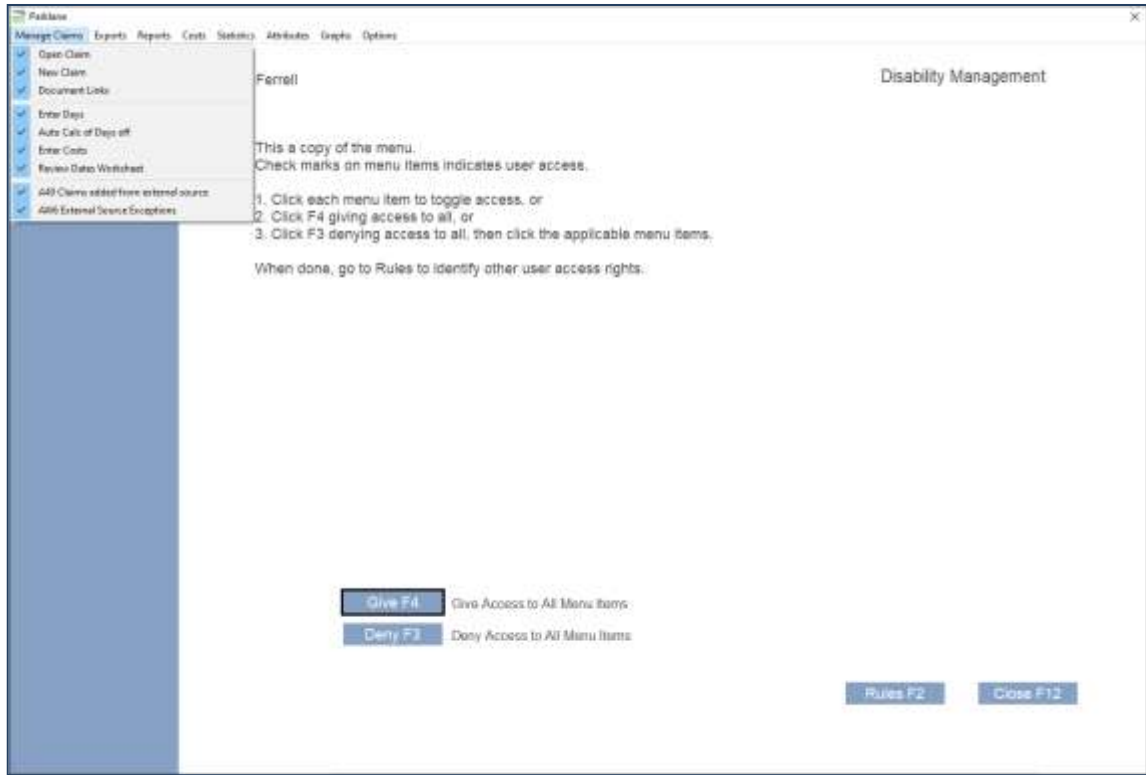 Parklane
Manage Claims Exports Reports Costs Statistics Attributes Graphs Options
Open Claim
New Claim
Document Links
Enter Days
Auto Calc of Days off
Enter Costs
Review Dates Worksheet
Claims added from external source
External Source Exceptions
Ferrell
Disability Management
This a copy of the menu.
Check marks on menu items indicates user access.
1. Click each menu item to toggle access, or
2. Click F4 giving access to all, or
3. Click F3 denying access to all, then click the applicable menu items.
When done, go to Rules to identify other user access rights.
Give F4 Give Access to All Menu Items
Deny F3 Deny Access to All Menu Items
Rules F2 Close F12